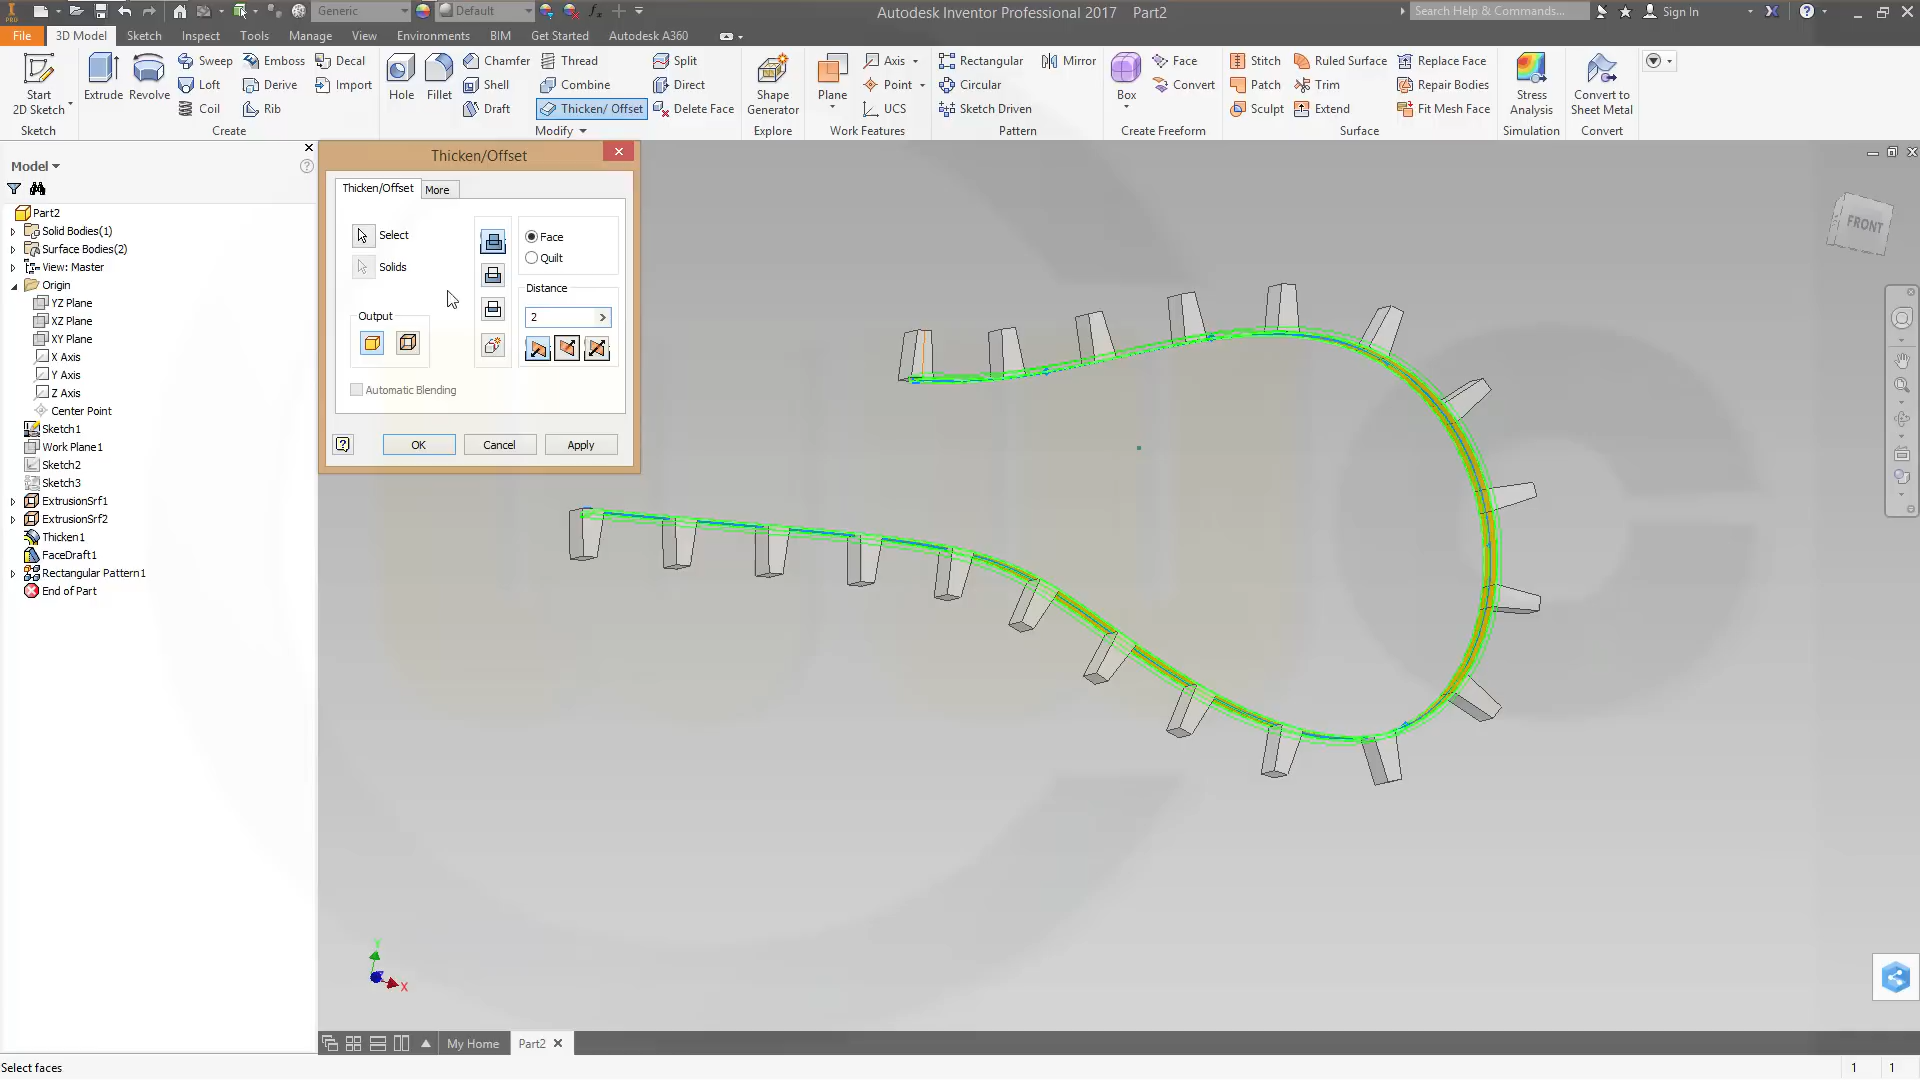 Generic
Default
Autodesk Inventor Professional 2017 Part2
Search Help & Commands...
Sign In
PRO
File
3D Model
Sketch
Inspect
Tools
Manage
View
Environments
BIM
Get Started
Autodesk A360
Start
2D Sketch
Sketch
Extrude
Revolve
Sweep
Loft
Coil
Emboss
Derive
Rib
Decal
Import
Create
Hole
Fillet
Chamfer
Shell
Draft
Thread
Combine
Thicken/ Offset
Split
Direct
Delete Face
Modify
Shape
Generator
Explore
Plane
Axis
Point
UCS
Work Features
Rectangular
Circular
Sketch Driven
Mirror
Pattern
Box
Face
Convert
Create Freeform
Stitch
Patch
Sculpt
Ruled Surface
Trim
Extend
Replace Face
Repair Bodies
Fit Mesh Face
Surface
Stress
Analysis
Simulation
Convert to
Sheet Metal
Convert
Model
Part2
Solid Bodies(1)
Surface Bodies(2)
View: Master
Origin
YZ Plane
XZ Plane
XY Plane
X Axis
Y Axis
Z Axis
Center Point
Sketch1
Work Plane1
Sketch2
Sketch3
ExtrusionSrf1
ExtrusionSrf2
Thicken1
FaceDraft1
Rectangular Pattern1
End of Part
Thicken/Offset
Thicken/Offset
More
Select
Solids
Face
Quilt
Distance
2
Output
Automatic Blending
OK
Cancel
Apply
FRONT
Y
X
My Home
Part2
Select faces
1
1